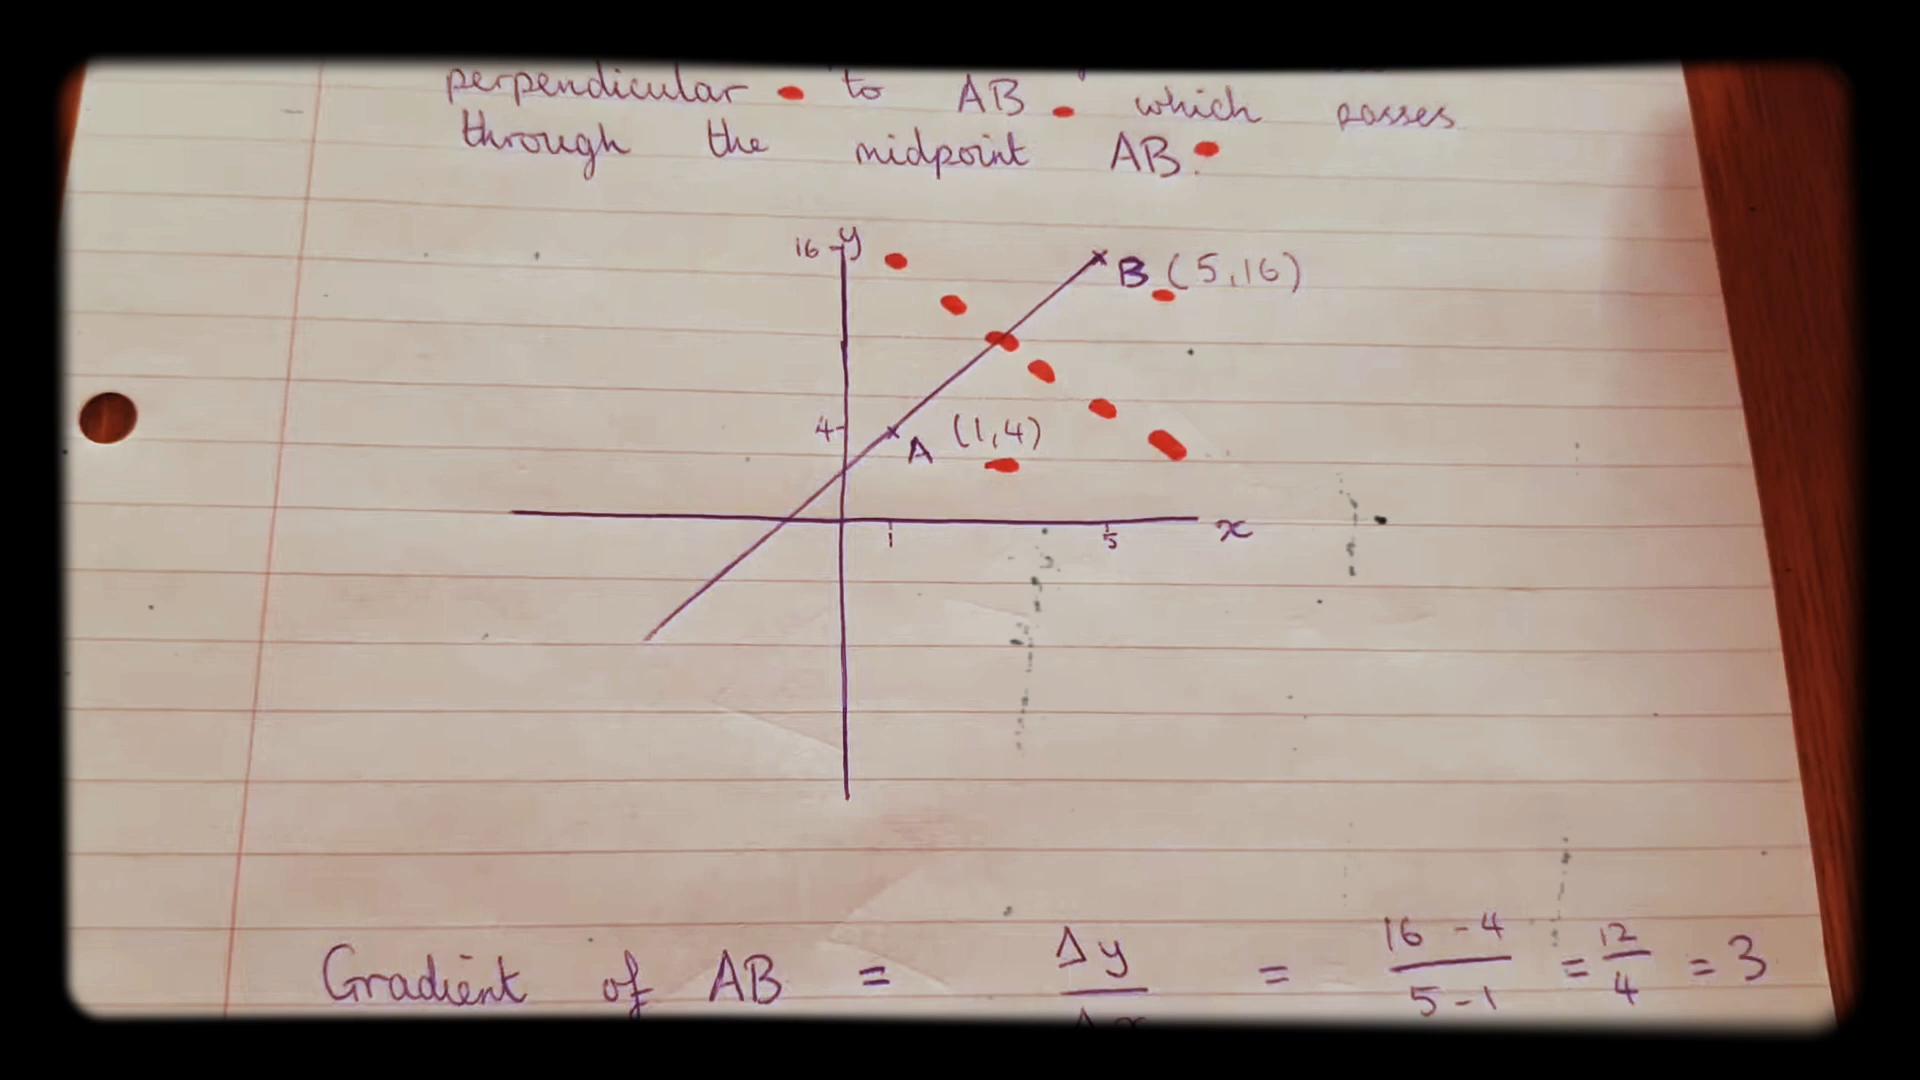 perpendicular to AB which passes
through the midpoint AB.
16 y
B (5,16)
4
A (1,4)
1 5 x
Gradient of AB = Δy/Δx = 16 - 4/5 - 1 = 12/4 = 3